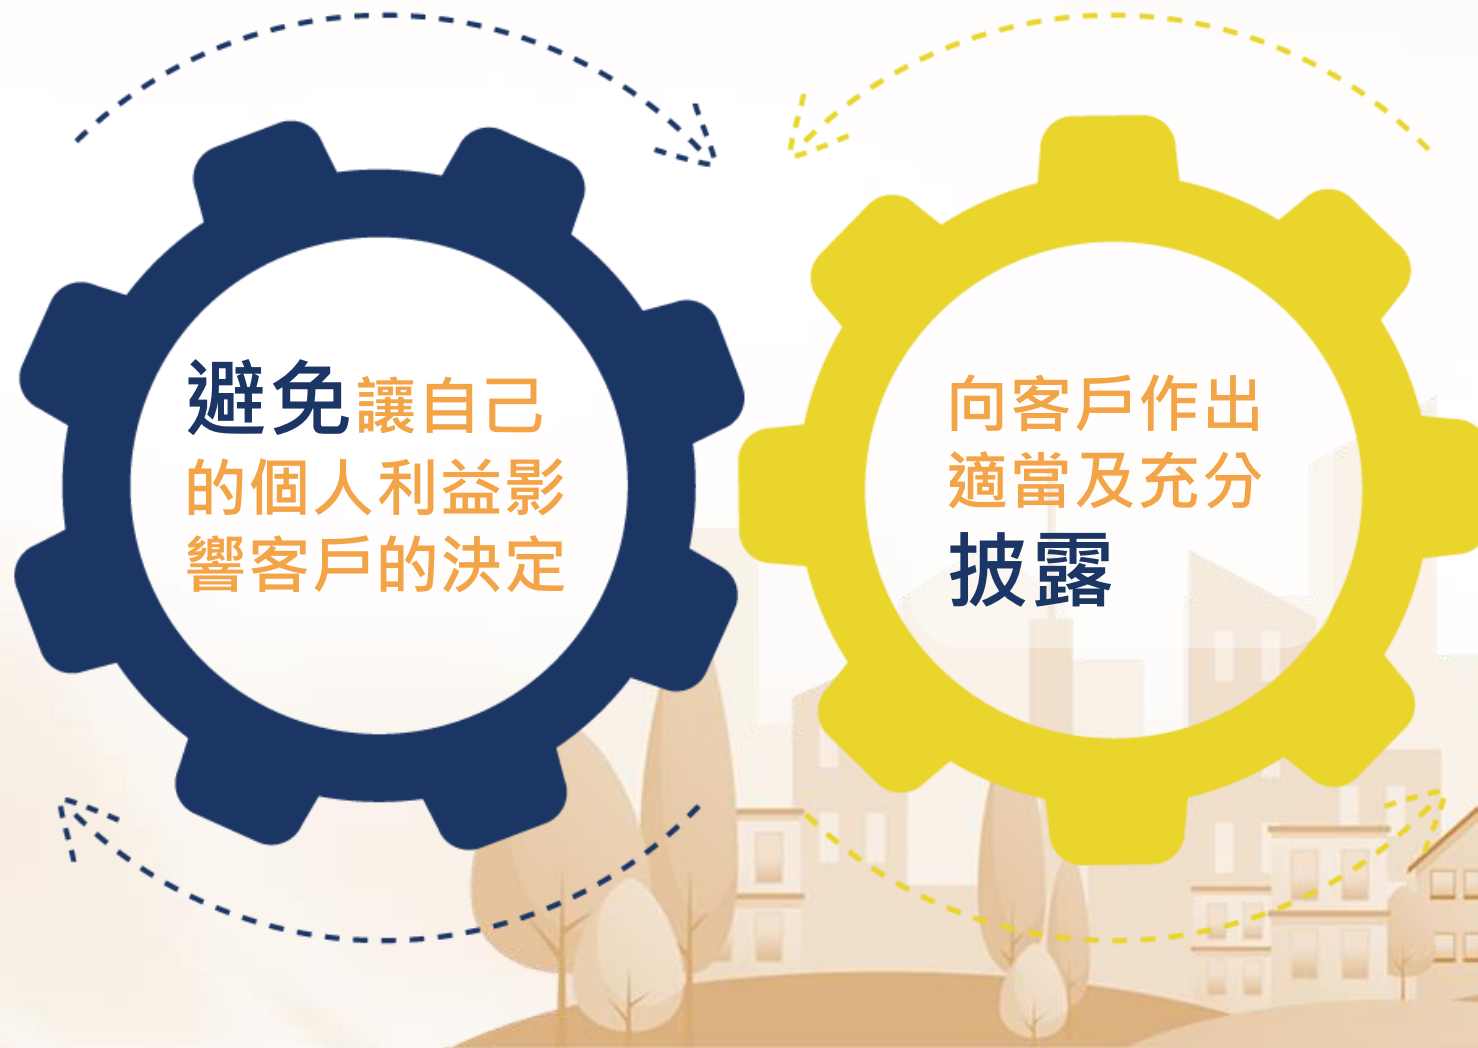 避免讓自己
的個人利益影
響客戶的決定
向客戶作出
適當及充分
披露